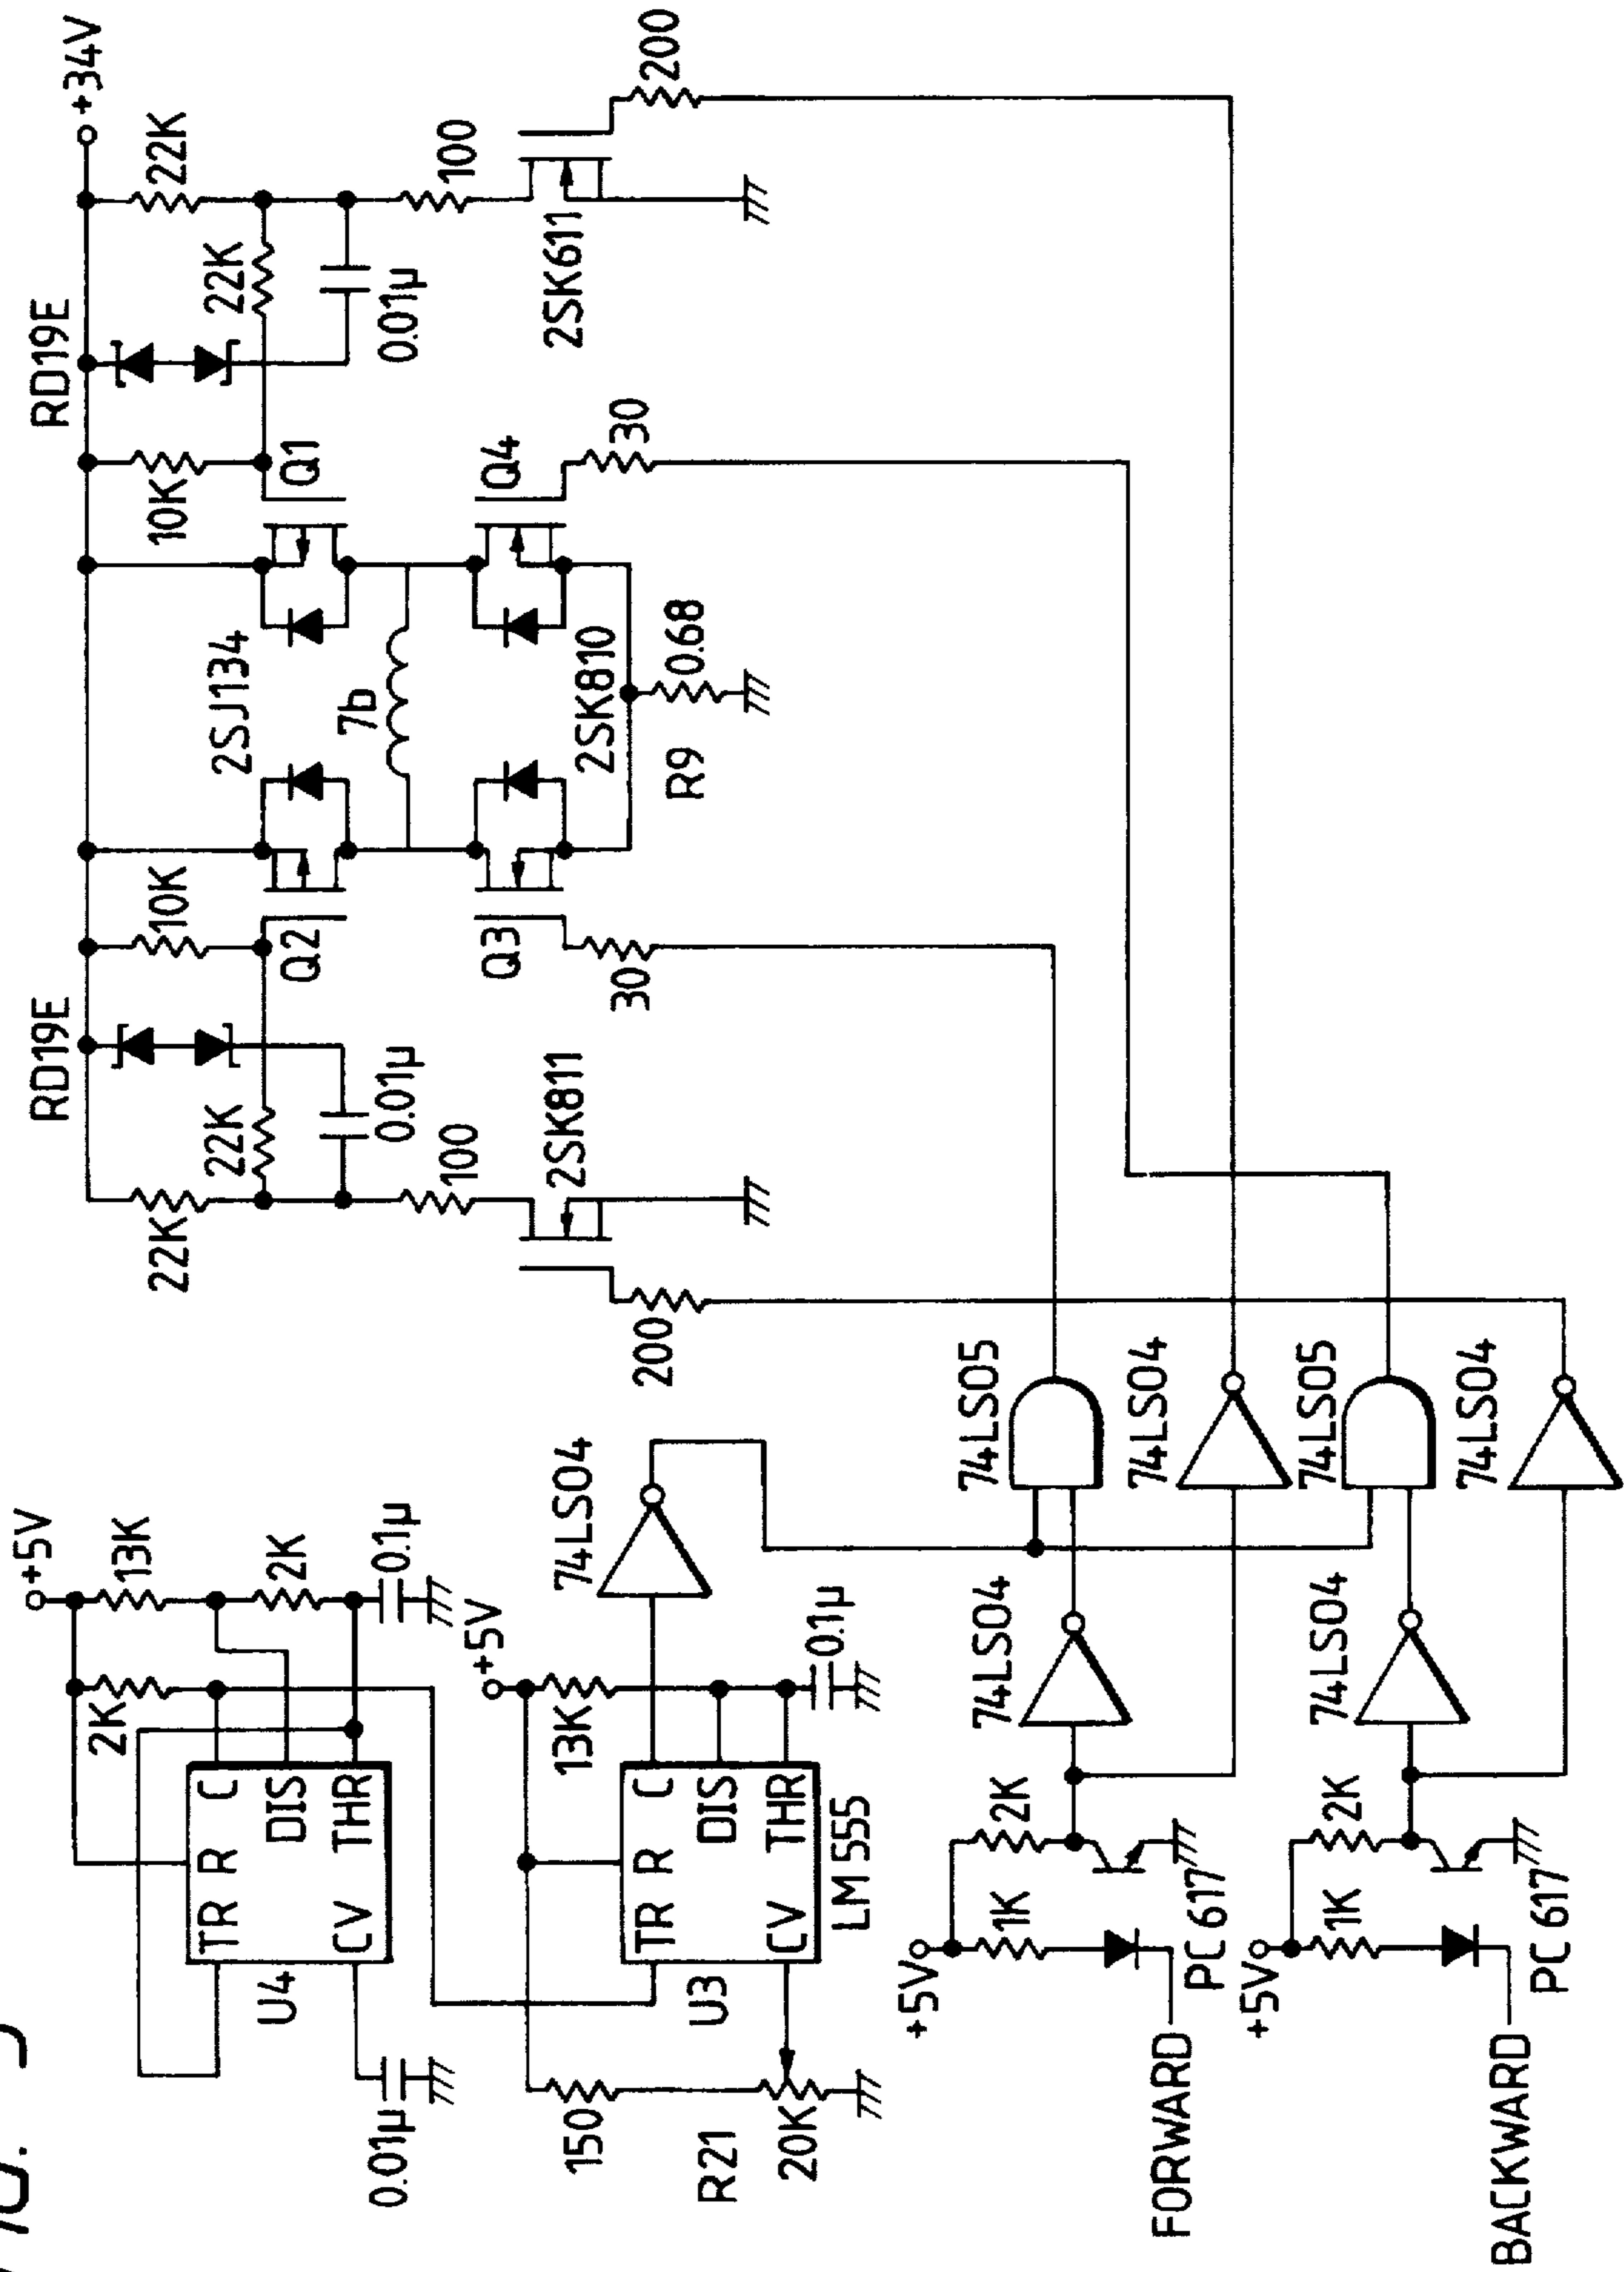 FIG. 5
+5V
13K
2K
2K
0.1µ
TR R C
DIS
CV THR
U4
0.01µ
+5V
13K
0.1µ
74LS04
TR R C
DIS
CV THR
U3
LM555
150
R21
20K
+5V
1K
2K
FORWARD
PC617
74LS04
74LS05
74LS04
+5V
1K
2K
BACKWARD
PC617
74LS04
74LS05
74LS04
RD19E
RD19E
+34V
22K
10K
10K
22K
22K
22K
0.01µ
0.01µ
100
100
2SK811
2SK611
200
200
Q2
Q1
2SJ134
7b
Q3
Q4
2SK810
30
30
R9
0.68